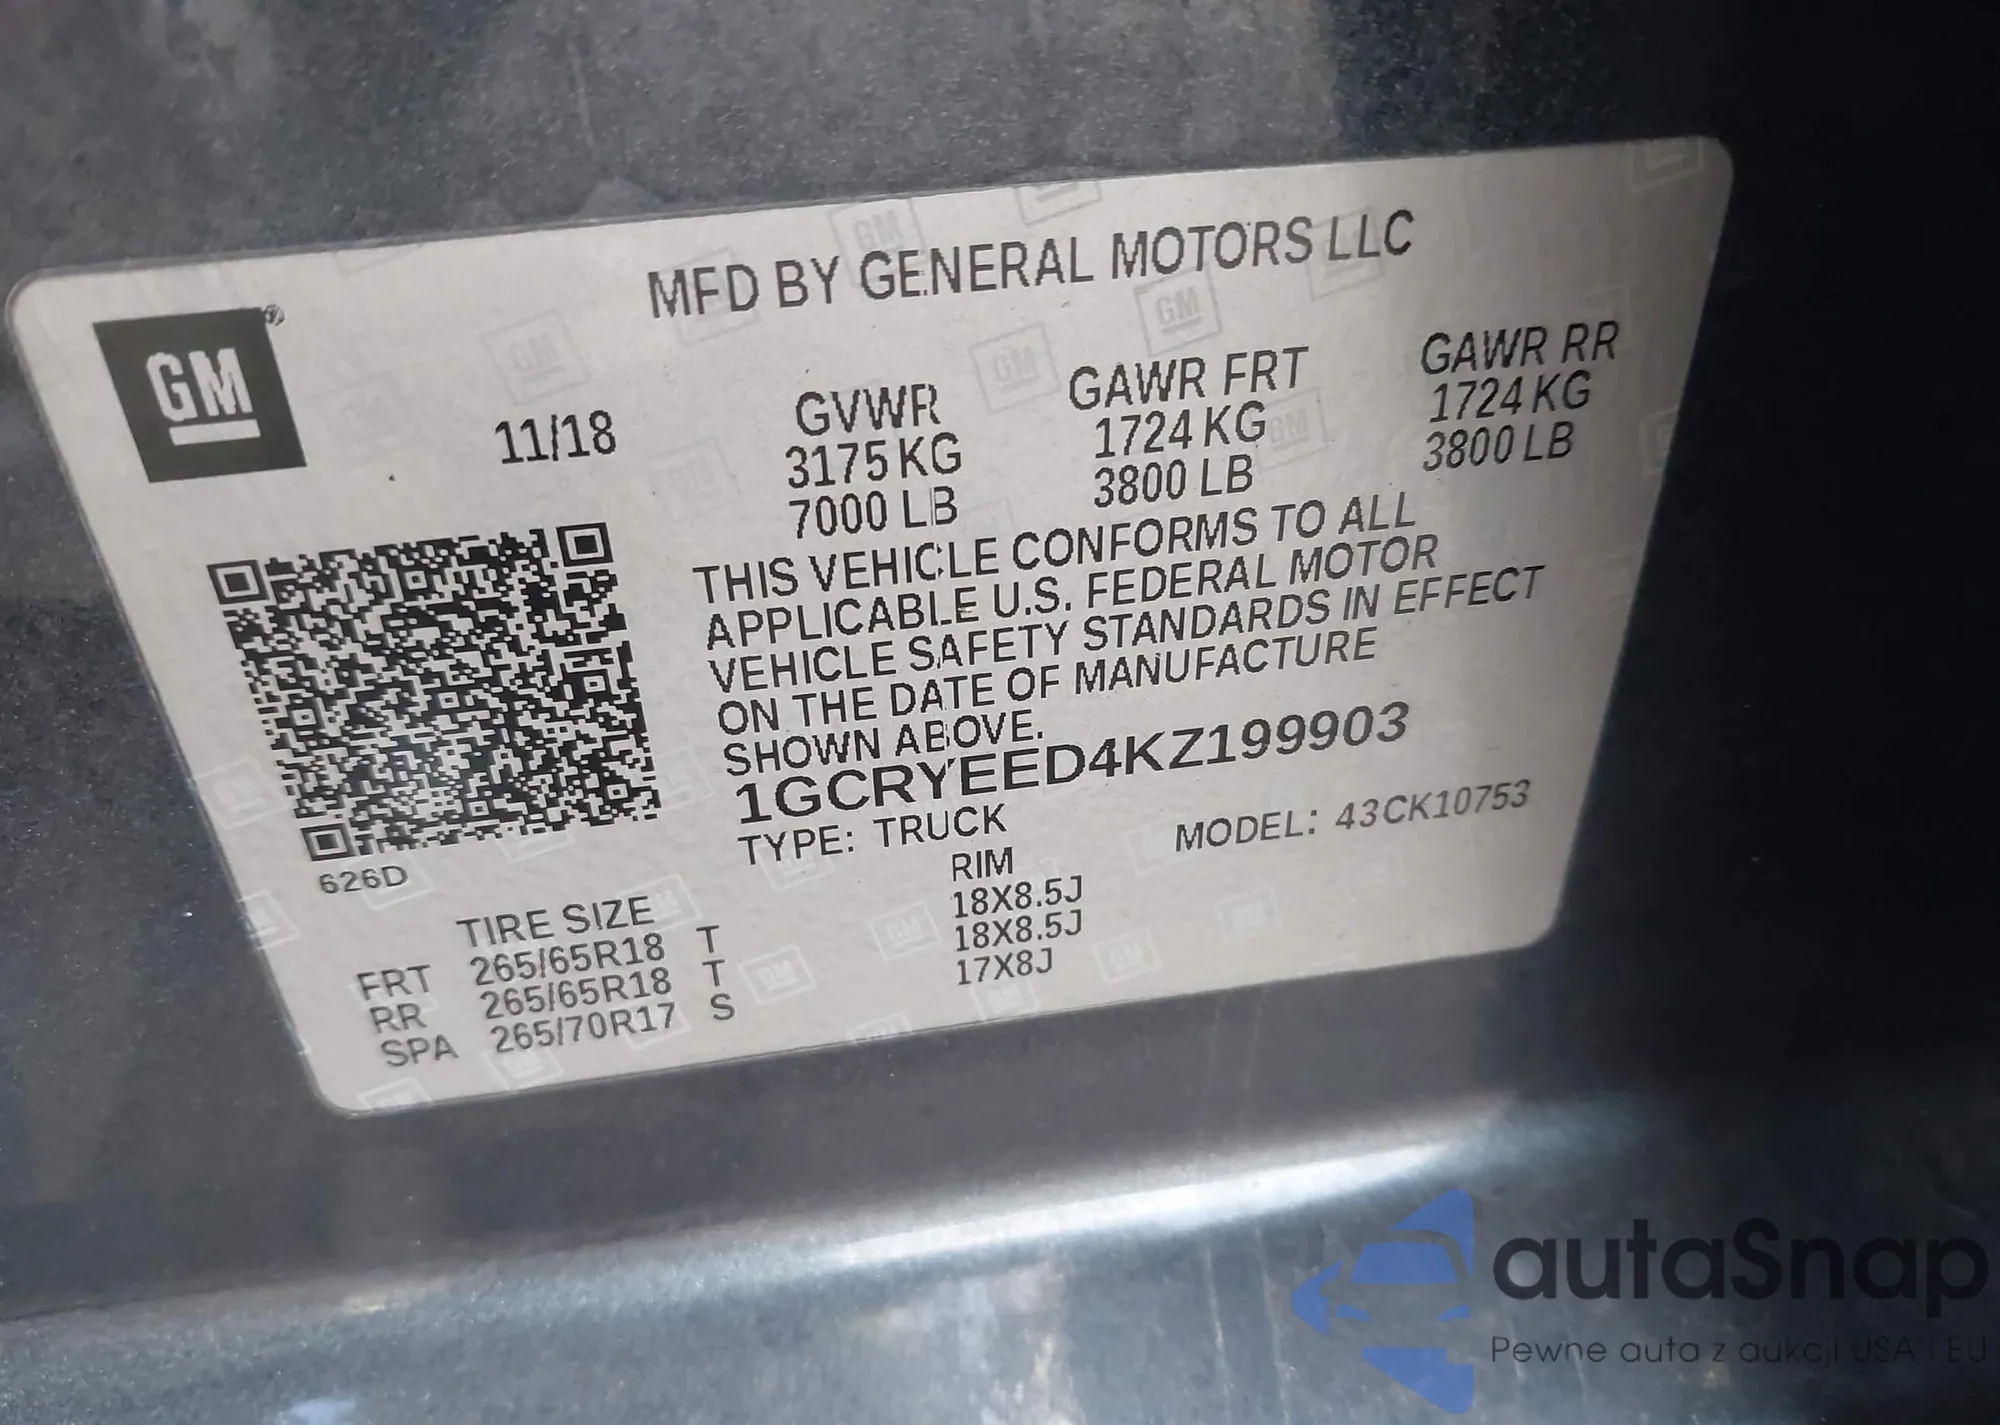 MFD BY GENERAL MOTORS LLC
GM®
11/18
GVWR
3175 KG
7000 LB
GAWR FRT
1724 KG
3800 LB
GAWR RR
1724 KG
3800 LB
THIS VEHICLE CONFORMS TO ALL
APPLICABLE U.S. FEDERAL MOTOR
VEHICLE SAFETY STANDARDS IN EFFECT
ON THE DATE OF MANUFACTURE
SHOWN ABOVE.
1GCRYEED4KZ199903
TYPE: TRUCK
MODEL: 43CK10753
626D
TIRE SIZE RIM
FRT 265/65R18 T 18X8.5J
RR 265/65R18 T 18X8.5J
SPA 265/70R17 S 17X8J
autaSnap
Pewne auta z aukcji USA i EU